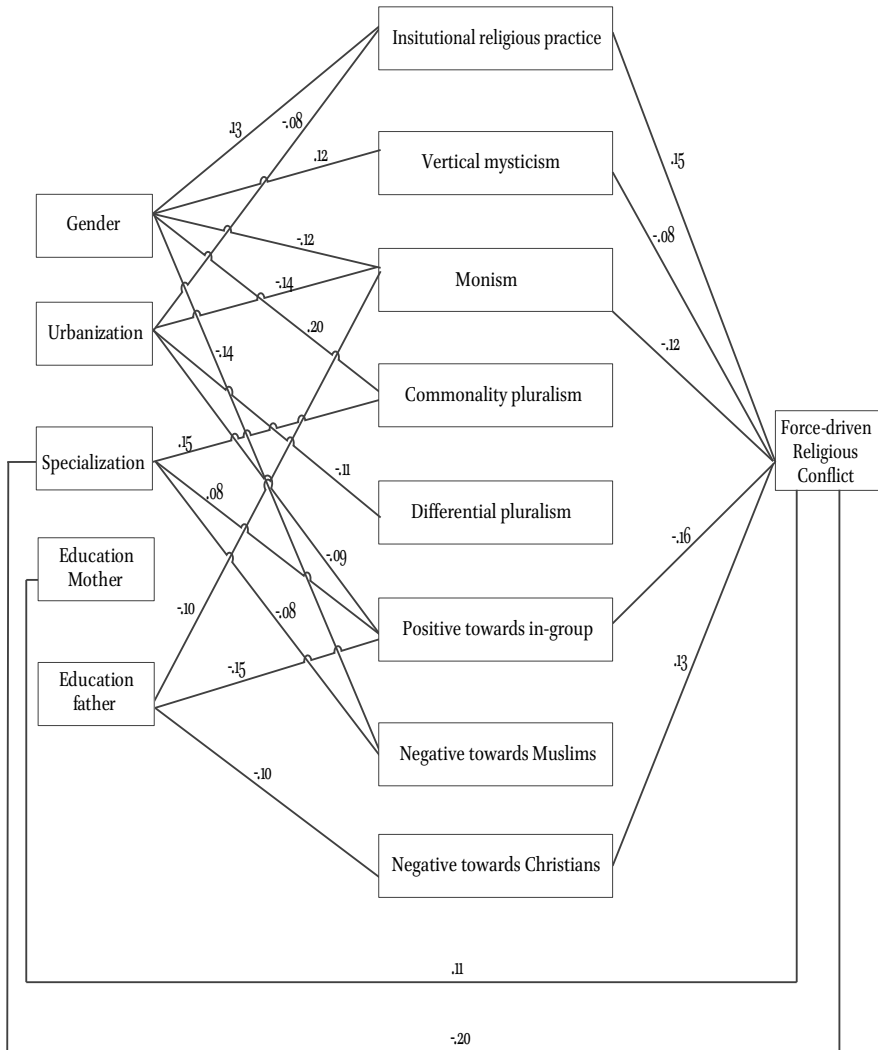 Insitutional religious practice
.13
-.08
.15
.12
Vertical mysticism
Gender
-.08
-.12
Monism
-.14
Urbanization
.20
-.12
-.14
Commonality pluralism
.15
Specialization
-.11
Force-driven
Religious
Conflict
.08
Differential pluralism
Education
Mother
-.09
-.16
-.10
-.08
Positive towards in-group
Education
father
-.15
.13
Negative towards Muslims
-.10
Negative towards Christians
.11
-.20